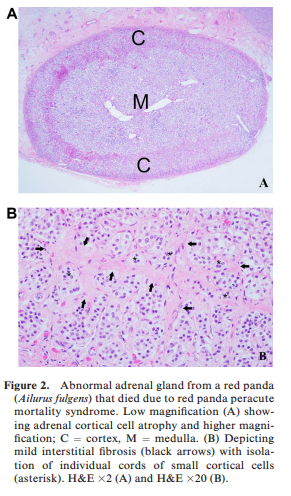 A
C
M
C
A
B
* *
*
* *
B
Figure 2. Abnormal adrenal gland from a red panda
(Ailurus fulgens) that died due to red panda peracute
mortality syndrome. Low magnification (A) show-
ing adrenal cortical cell atrophy and higher magni-
fication; C = cortex, M = medulla. (B) Depicting
mild interstitial fibrosis (black arrows) with isola-
tion of individual cords of small cortical cells
(asterisk). H&E ×2 (A) and H&E ×20 (B).